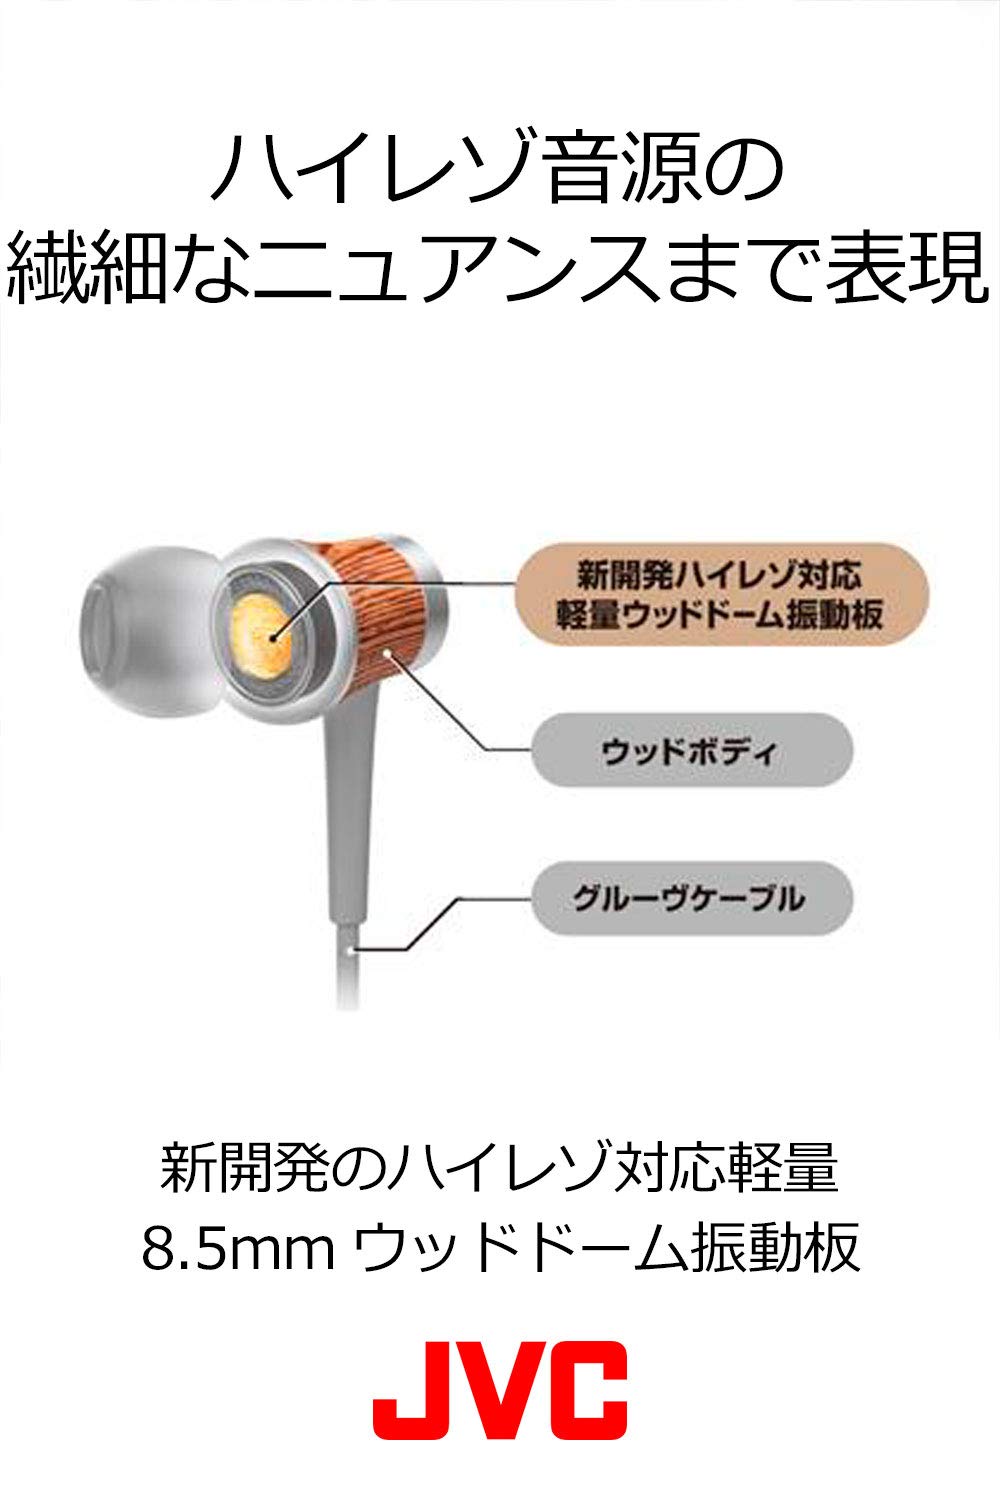 ハイレゾ音源の
繊細なニュアンスまで表現
新開発ハイレゾ対応
軽量ウッドドーム振動板
ウッドボディ
グルーヴケーブル
新開発のハイレゾ対応軽量
8.5mm ウッドドーム振動板
JVC